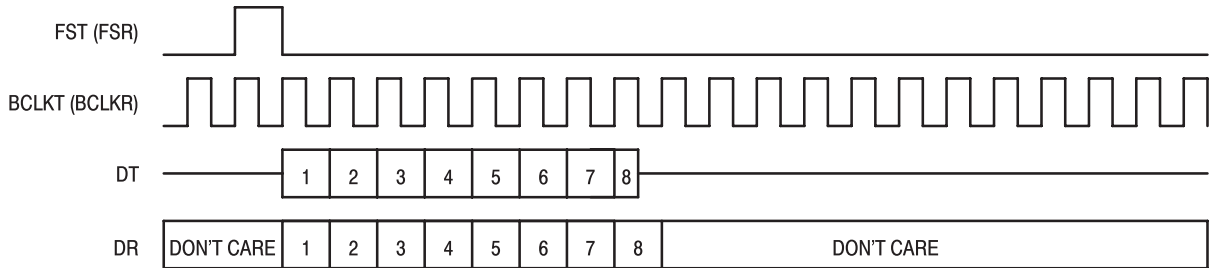 FST (FSR)
BCLKT (BCLKR)
DT 1 2 3 4 5 6 7 8
DR DON'T CARE 1 2 3 4 5 6 7 8 DON'T CARE